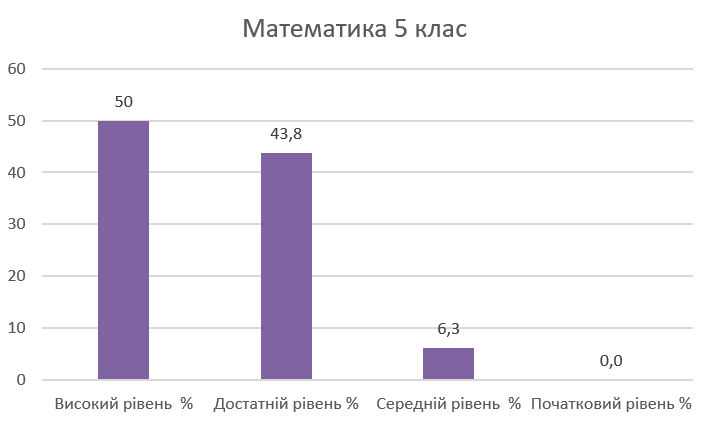 Математика 5 клас
60
50
40
30
20
10
0
50
43,8
6,3
0,0
Високий рівень %
Достатній рівень %
Середній рівень %
Початковий рівень %